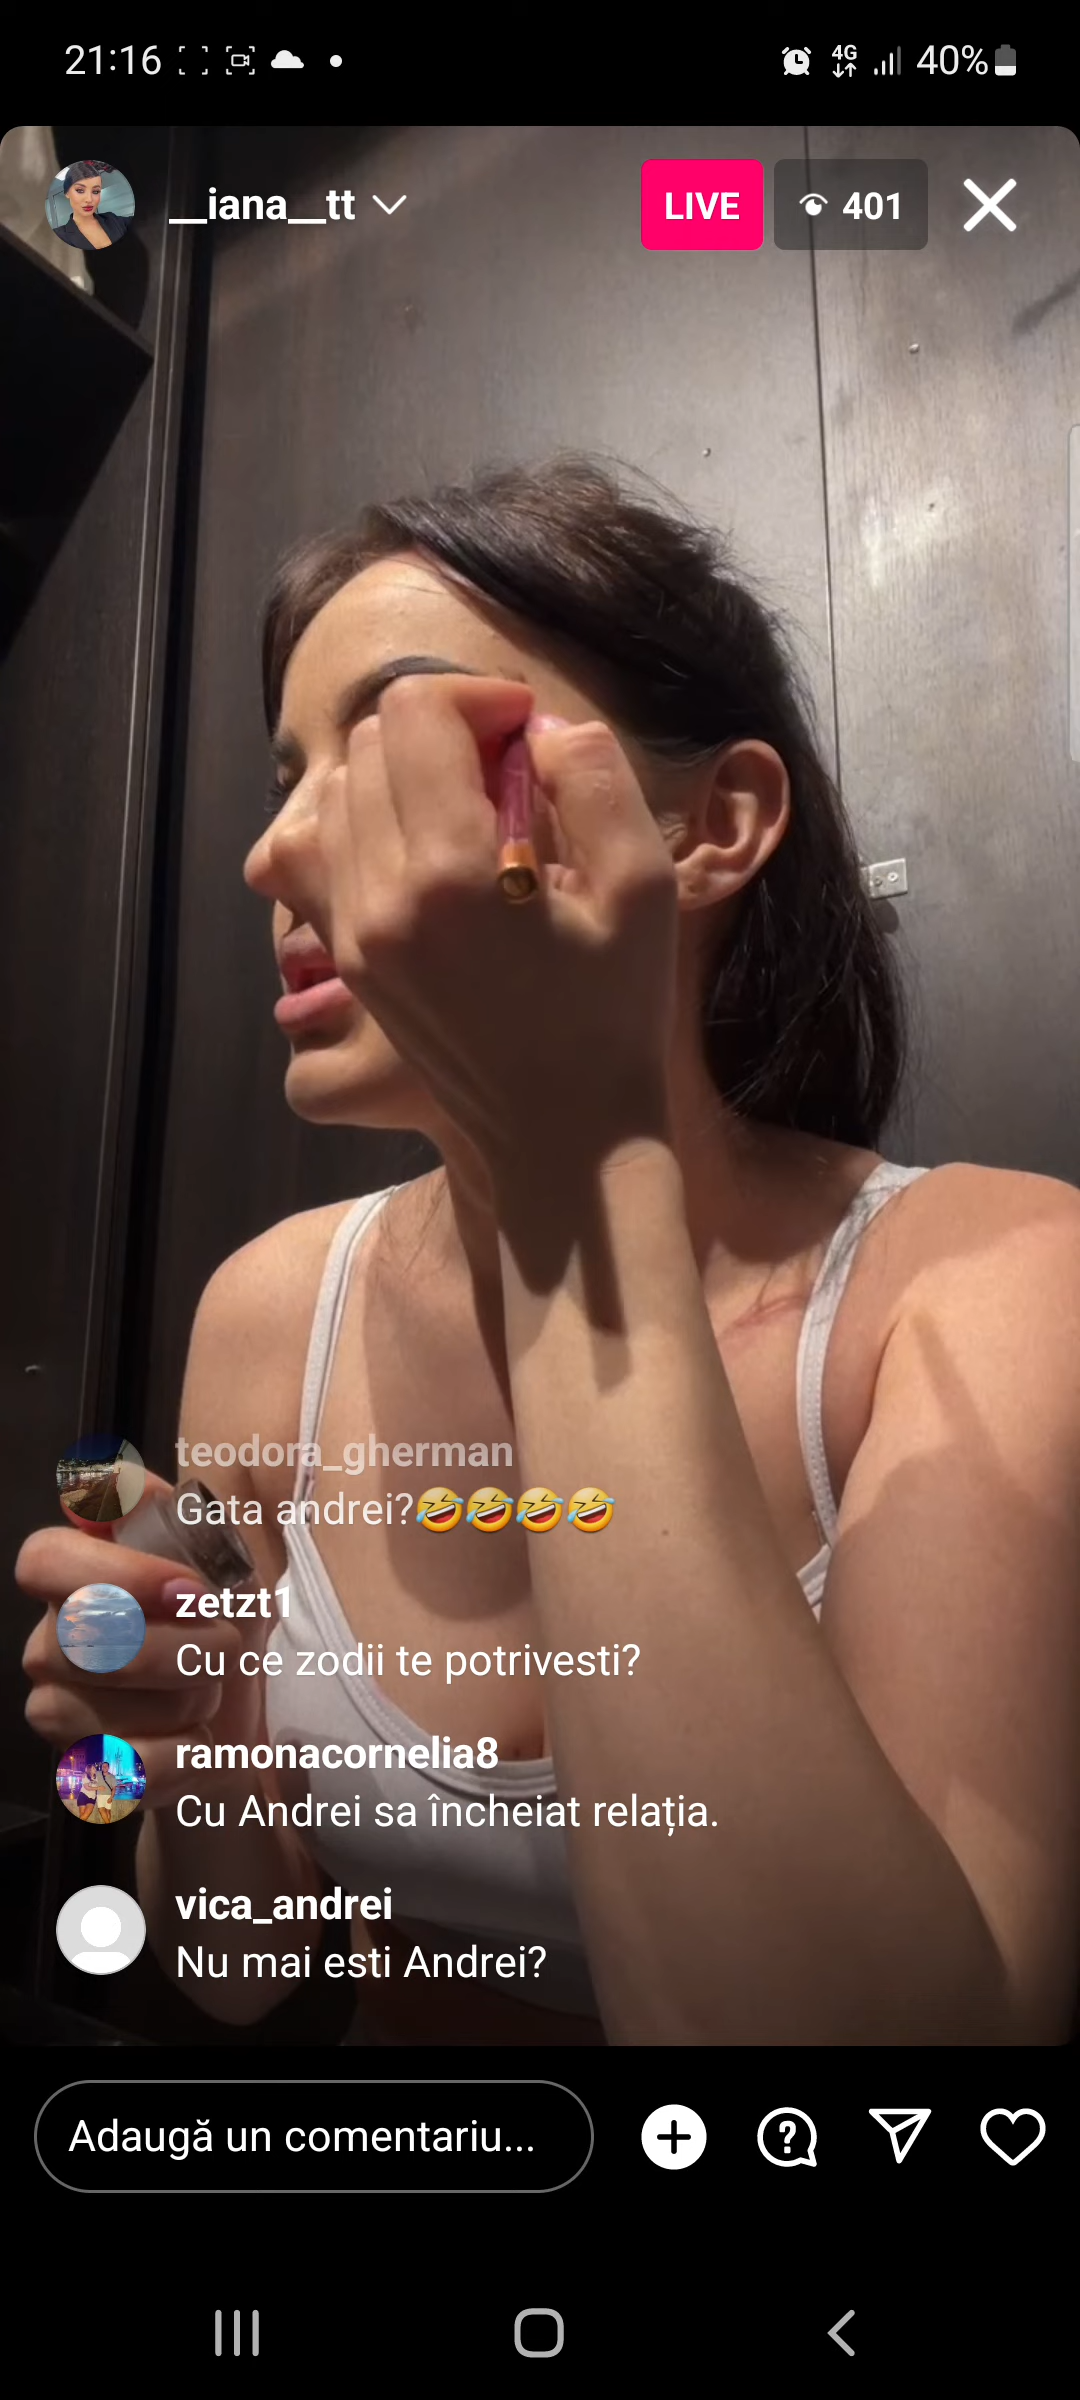 21:16
4G
40%
__iana__tt
LIVE
401
teodora_gherman
Gata andrei?🤣🤣🤣🤣
zetzt1
Cu ce zodii te potrivesti?
ramonacornelia8
Cu Andrei sa încheiat relația.
vica_andrei
Nu mai esti Andrei?
Adaugă un comentariu...